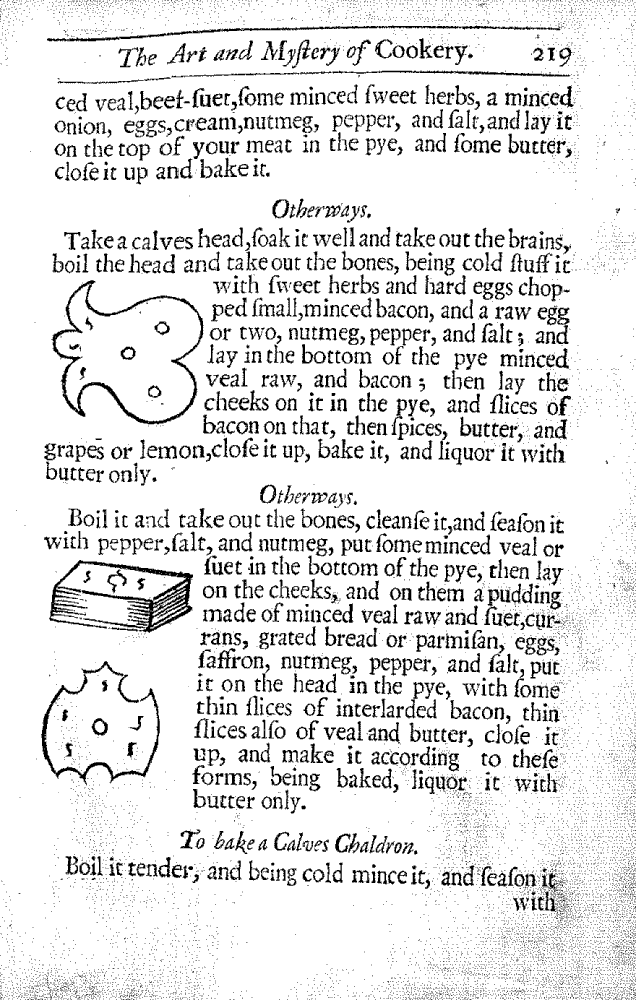 The Art and Myſtery of Cookery. 219
ced veal,beef-ſuet,ſome minced ſweet herbs, a minced
onion, eggs,cream,nutmeg, pepper, and ſalt,and lay it
on the top of your meat in the pye, and ſome butter,
cloſe it up and bake it.
Otherways.
Take a calves head,ſoak it well and take out the brains,
boil the head and take out the bones, being cold ſtuff it
with ſweet herbs and hard eggs chop-
ped ſmall,minced bacon, and a raw egg
or two, nutmeg, pepper, and ſalt; and
lay in the bottom of the pye minced
veal raw, and bacon; then lay the
cheeks on it in the pye, and ſlices of
bacon on that, then ſpices, butter, and
grapes or lemon,cloſe it up, bake it, and liquor it with
butter only.
Otherways.
Boil it and take out the bones, cleanſe it,and ſeaſon it
with pepper,ſalt, and nutmeg, put ſome minced veal or
ſuet in the bottom of the pye, then lay
on the cheeks, and on them a pudding
made of minced veal raw and ſuet,cur-
rans, grated bread or parmiſan, eggs,
ſaffron, nutmeg, pepper, and ſalt, put
it on the head in the pye, with ſome
thin ſlices of interlarded bacon, thin
ſlices alſo of veal and butter, cloſe it
up, and make it according to theſe
forms, being baked, liquor it with
butter only.
To bake a Calves Chaldron.
Boil it tender, and being cold mince it, and ſeaſon it
with